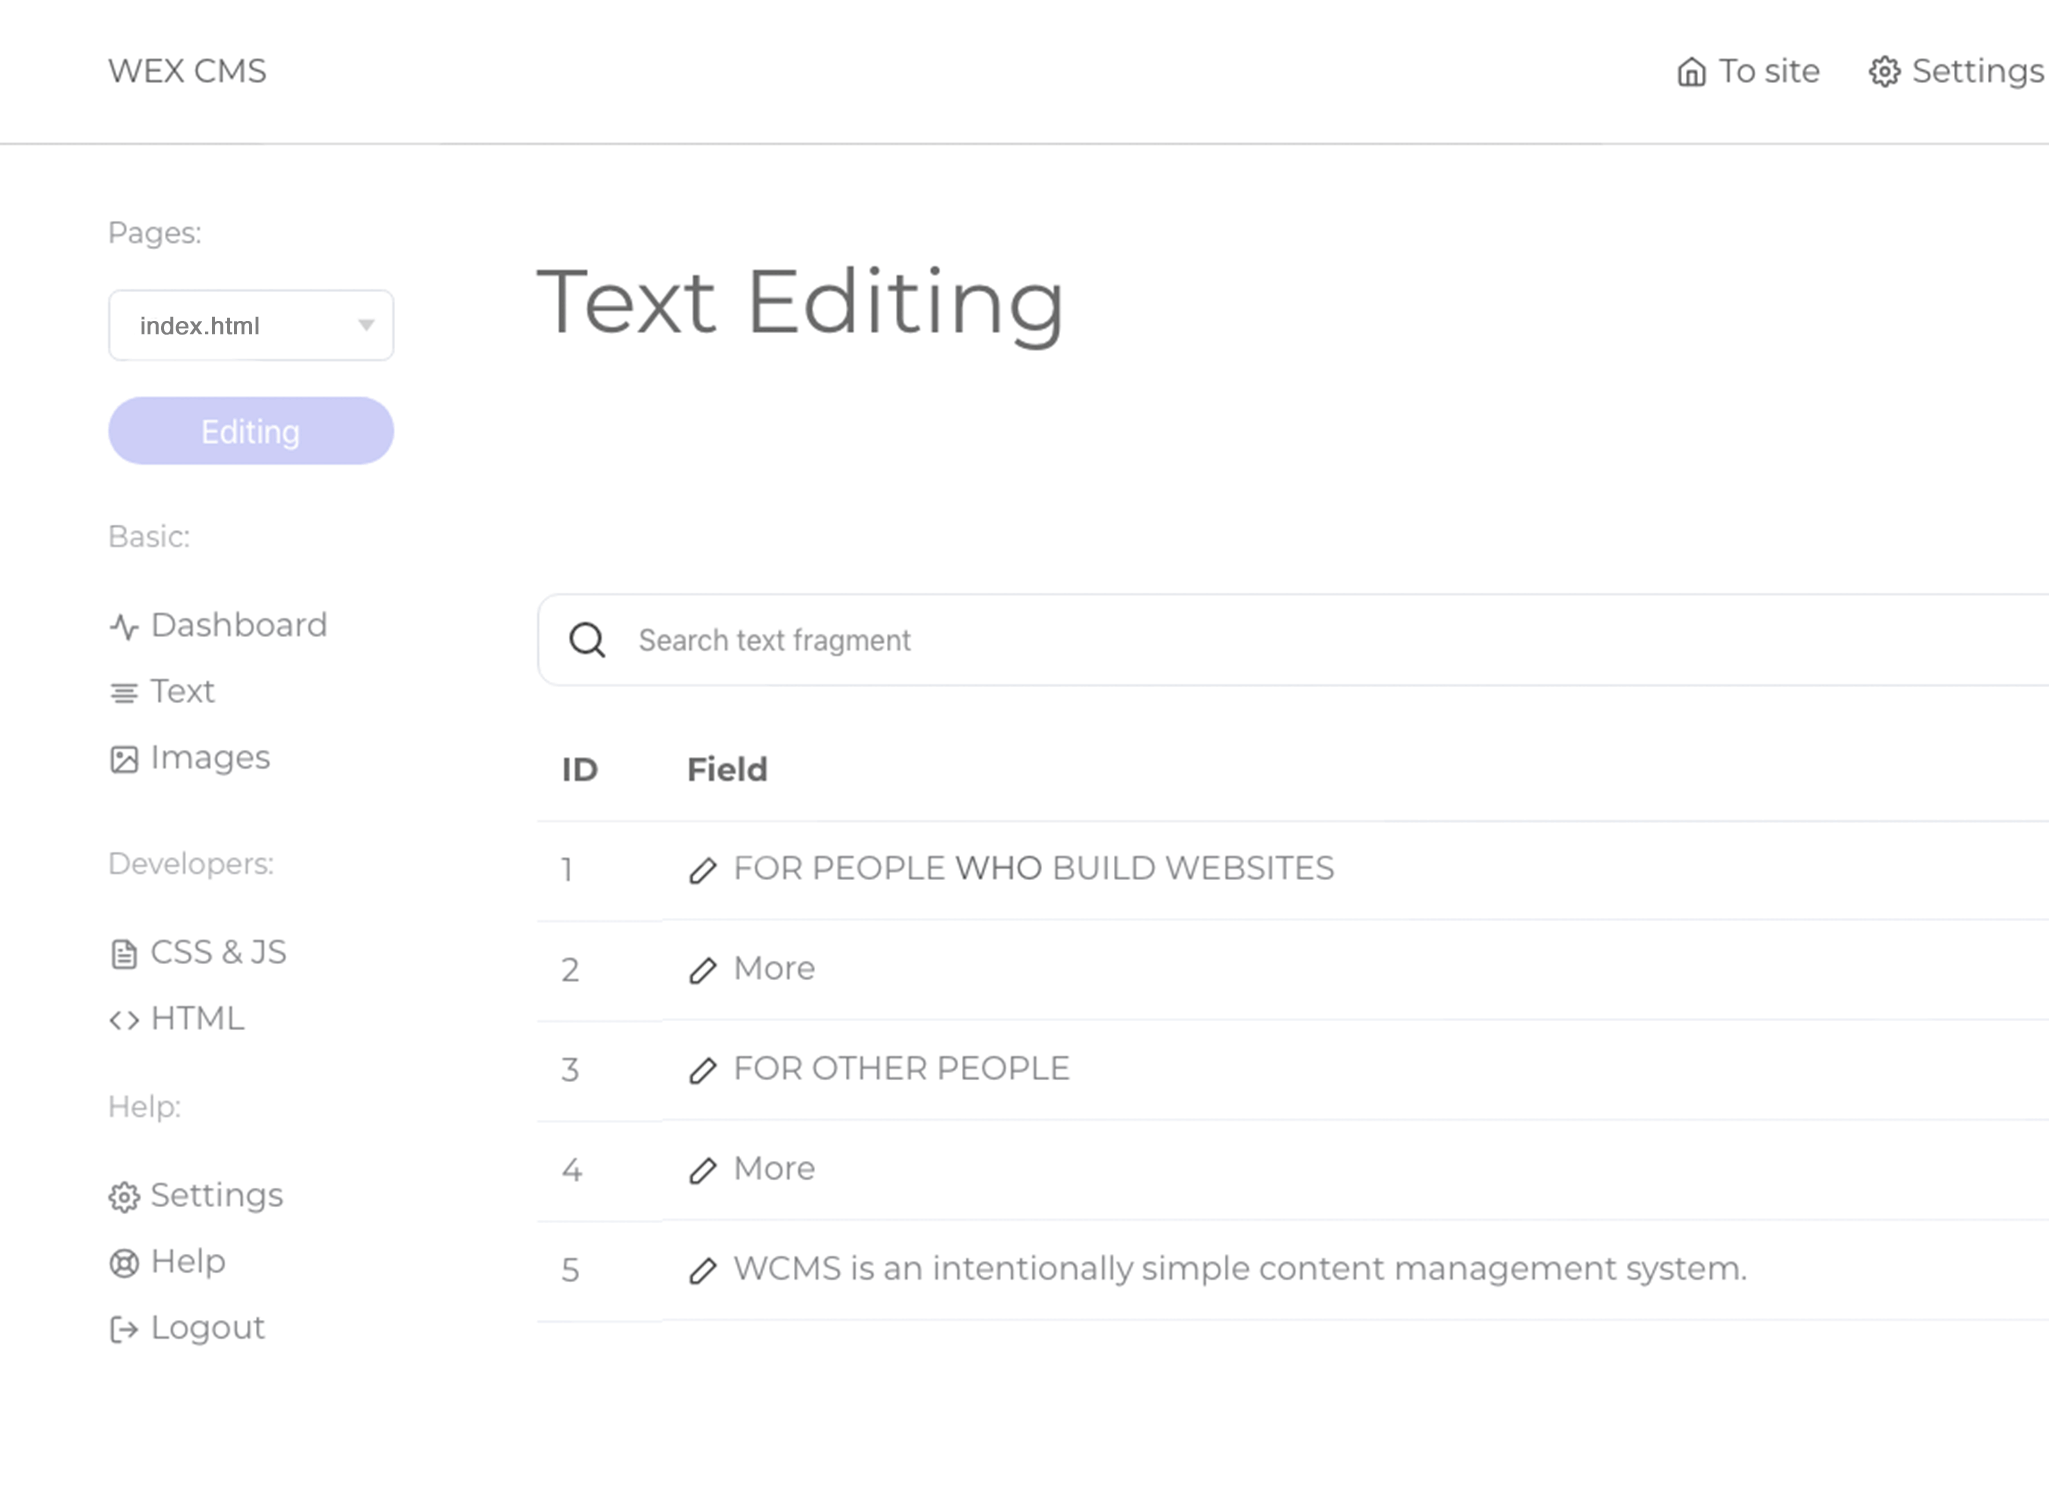 WEX CMS
To site
Settings
Pages:
index.html
Editing
Basic:
Dashboard
Text
Images
Developers:
CSS & JS
HTML
Help:
Settings
Help
Logout
Text Editing
Search text fragment
ID Field
1 FOR PEOPLE WHO BUILD WEBSITES
2 More
3 FOR OTHER PEOPLE
4 More
5 WCMS is an intentionally simple content management system.